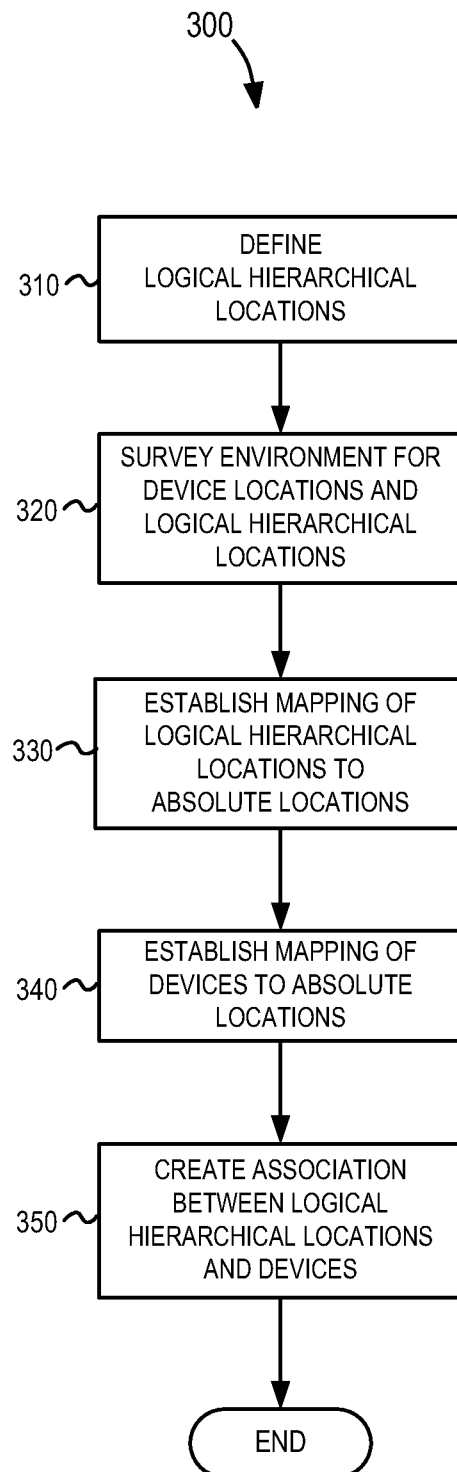 300
310
DEFINE
LOGICAL HIERARCHICAL
LOCATIONS
320
SURVEY ENVIRONMENT FOR
DEVICE LOCATIONS AND
LOGICAL HIERARCHICAL
LOCATIONS
330
ESTABLISH MAPPING OF
LOGICAL HIERARCHICAL
LOCATIONS TO
ABSOLUTE LOCATIONS
340
ESTABLISH MAPPING OF
DEVICES TO ABSOLUTE
LOCATIONS
350
CREATE ASSOCIATION
BETWEEN LOGICAL
HIERARCHICAL LOCATIONS
AND DEVICES
END